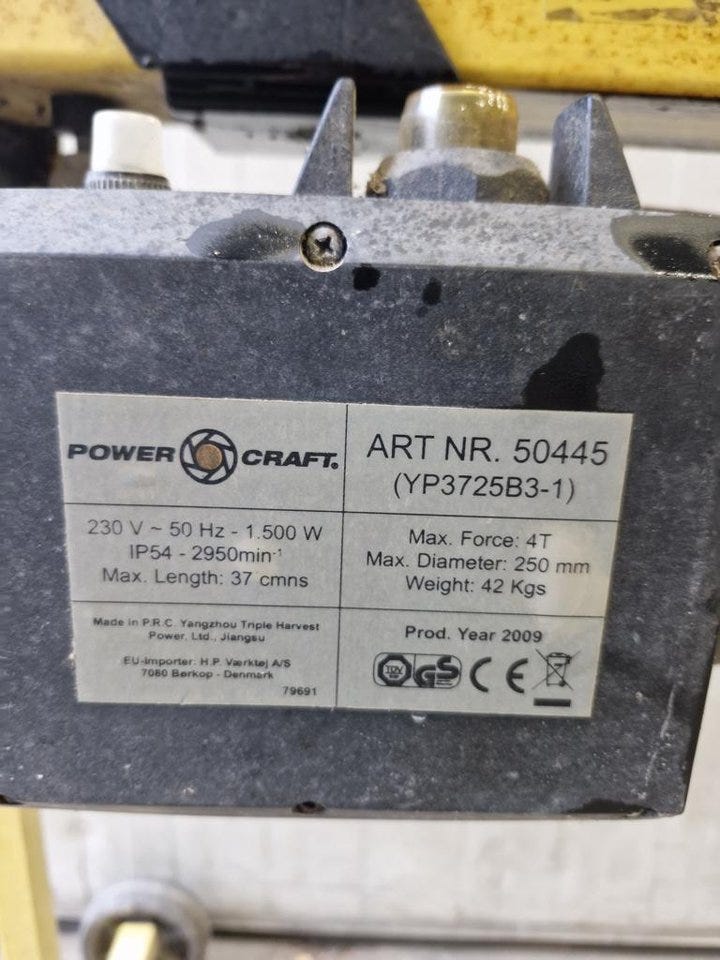 POWER CRAFT.
ART NR. 50445
(YP3725B3-1)
230 V ~ 50 Hz - 1.500 W
IP54 - 2950min-1
Max. Length: 37 cmns
Max. Force: 4T
Max. Diameter: 250 mm
Weight: 42 Kgs
Made in P.R.C. Yangzhou Triple Harvest
Power, Ltd., Jiangsu
EU-Importer: H.P. Værktøj A/S
7080 Børkop - Denmark
79691
Prod. Year 2009
TÜV GS CE